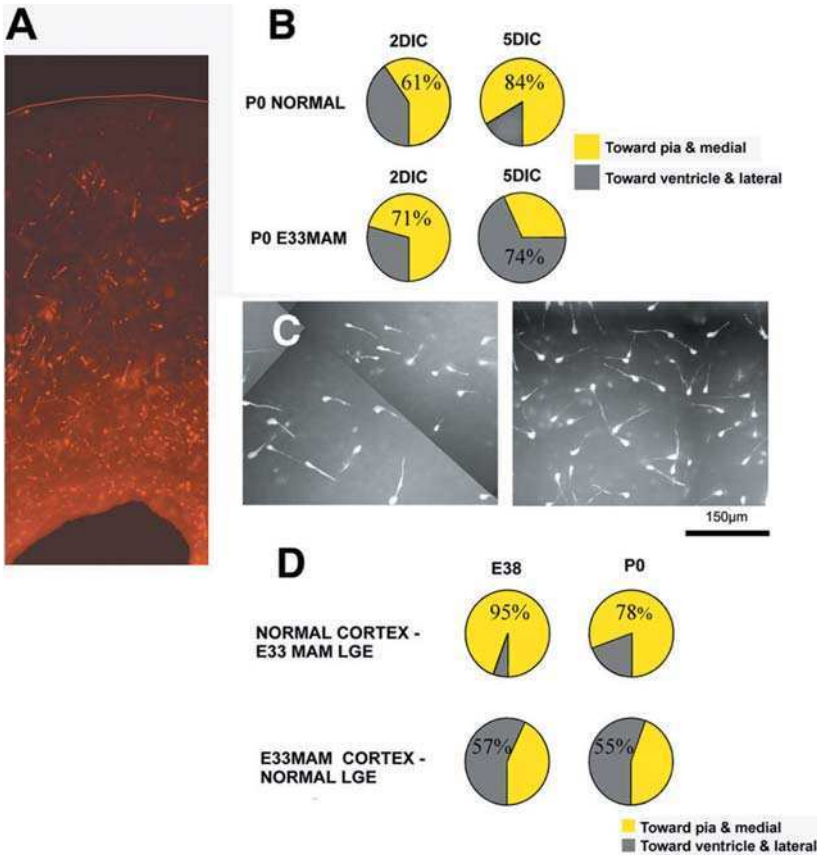 A
B
2DIC 5DIC
P0 NORMAL
61% 84%
Toward pia & medial
Toward ventricle & lateral
2DIC 5DIC
P0 E33MAM
71% 74%
C
150µm
D
E38 P0
NORMAL CORTEX -
E33 MAM LGE
95% 78%
E33MAM CORTEX -
NORMAL LGE
57% 55%
Toward pia & medial
Toward ventricle & lateral